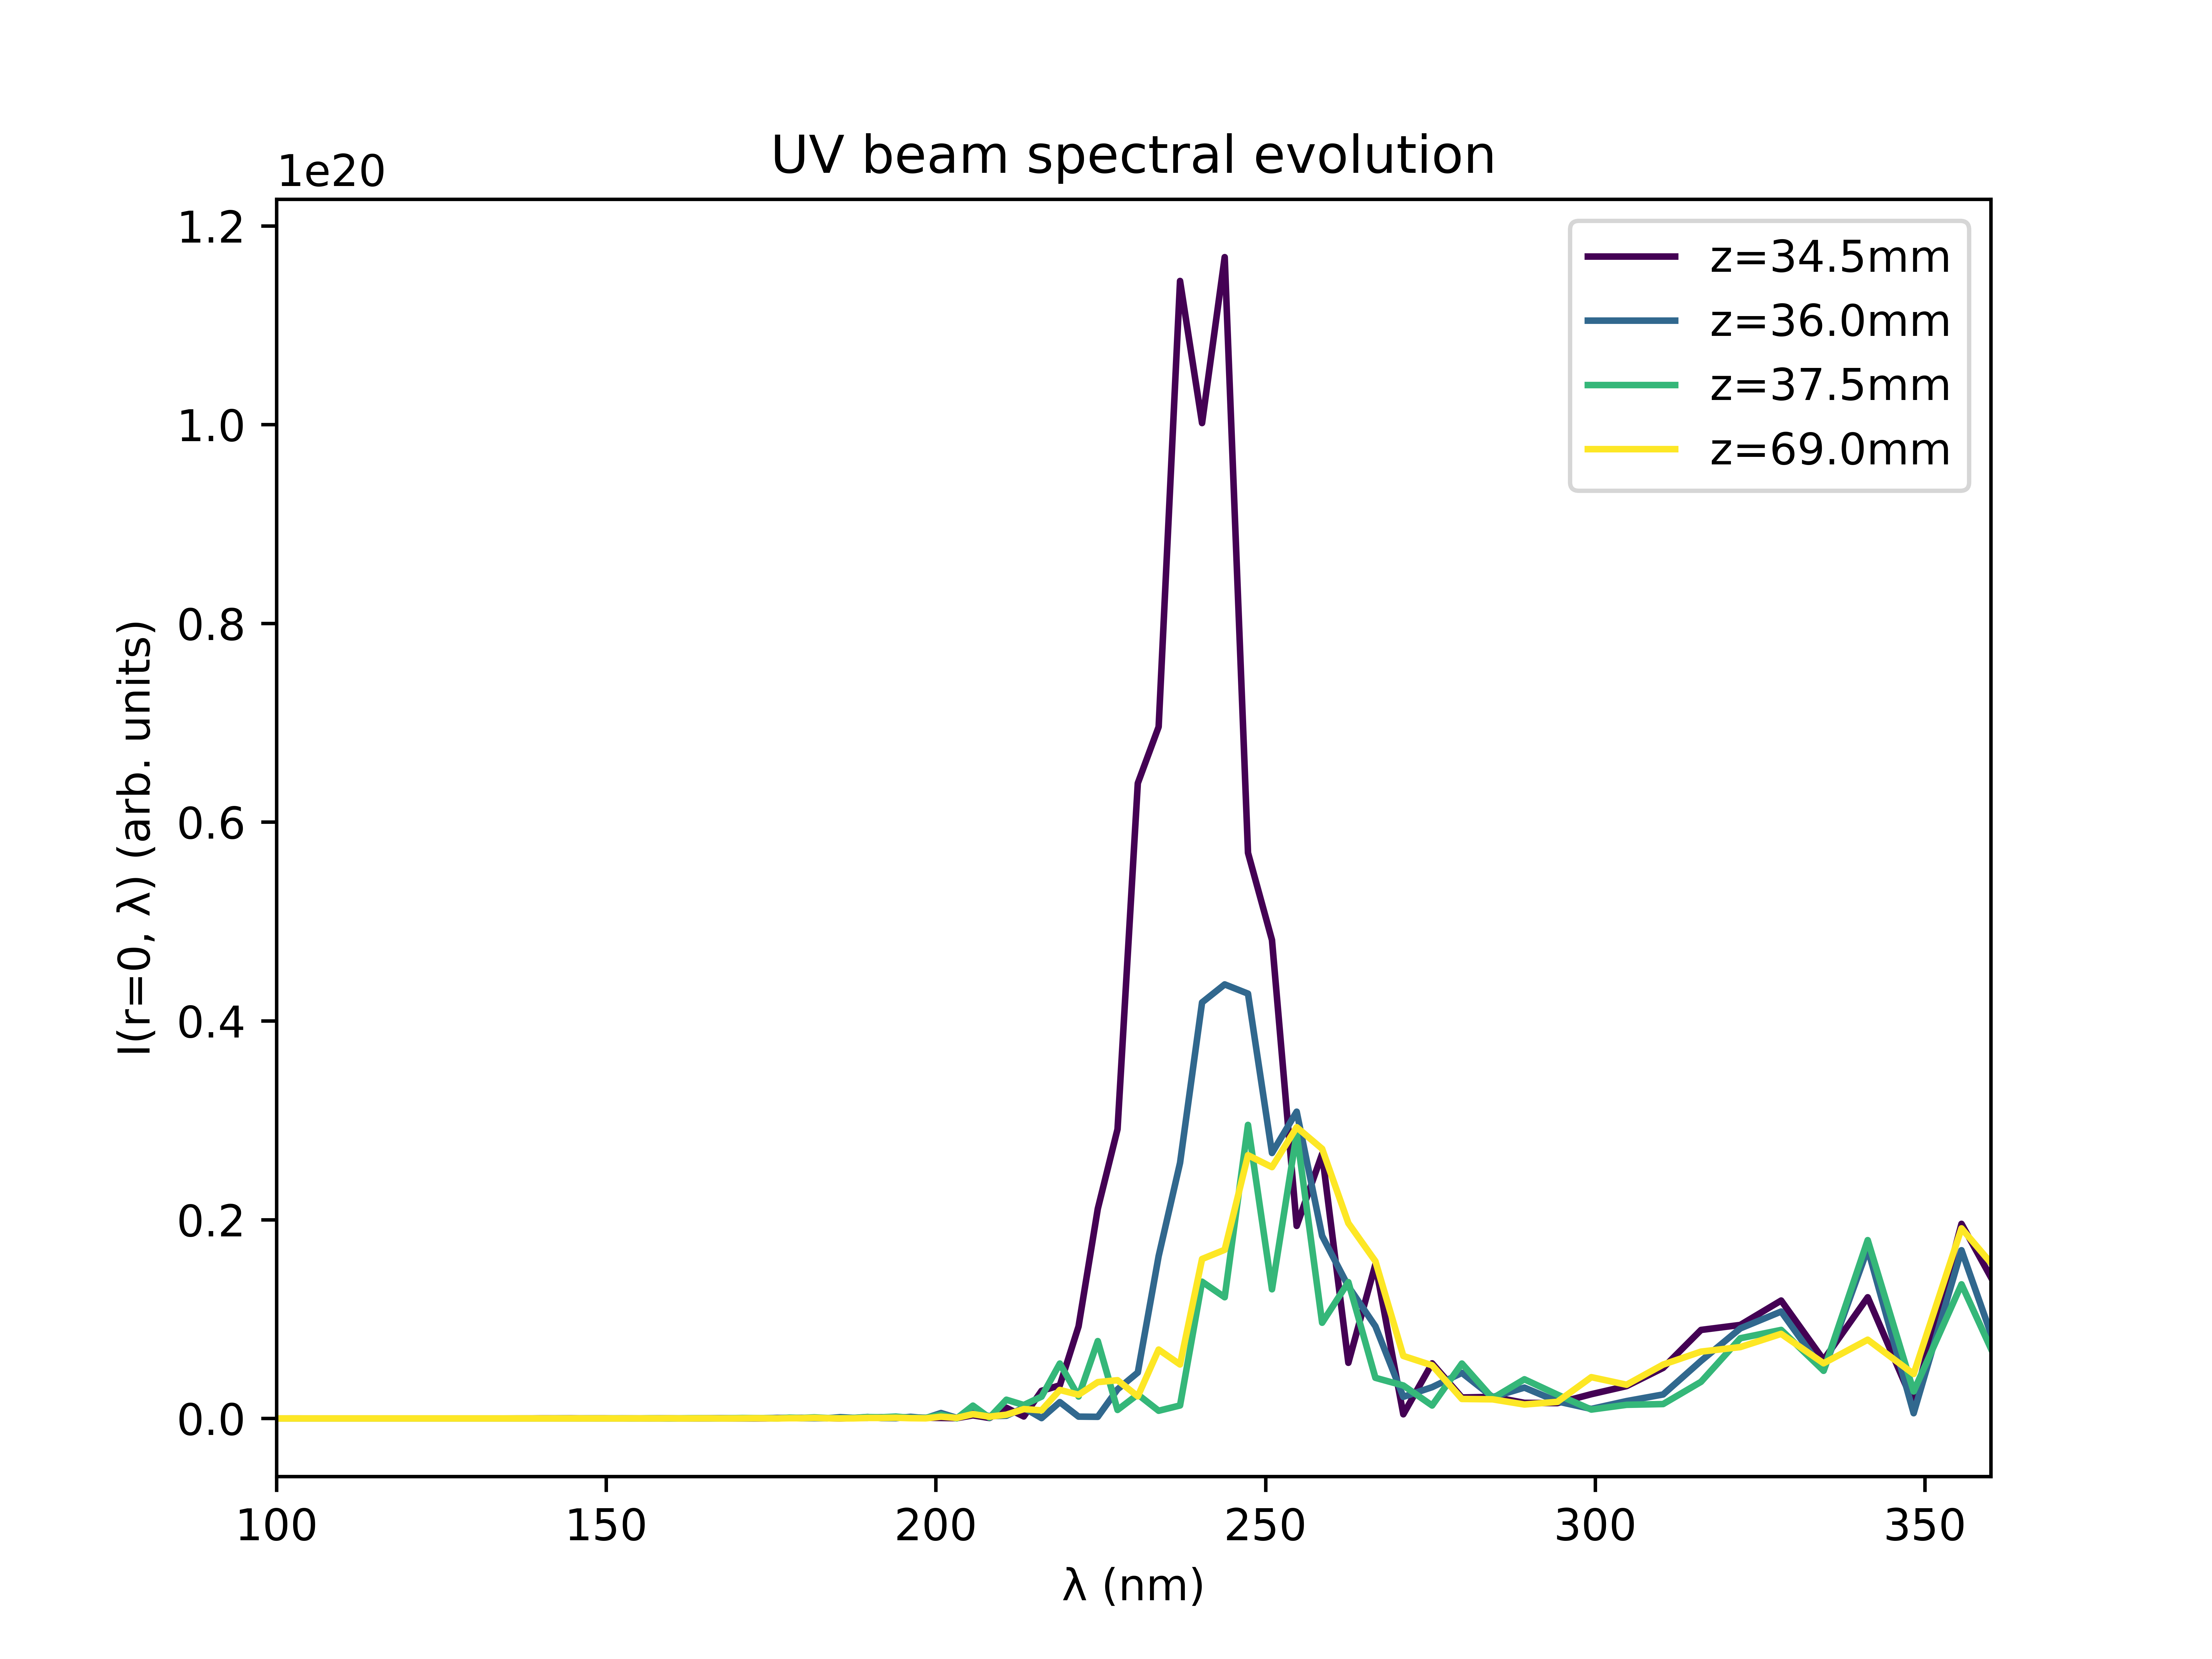 UV beam spectral evolution
1e20
1.2
1.0
0.8
0.6
0.4
0.2
0.0
I(r=0, λ) (arb. units)
z=34.5mm
z=36.0mm
z=37.5mm
z=69.0mm
100 150 200 250 300 350
λ (nm)